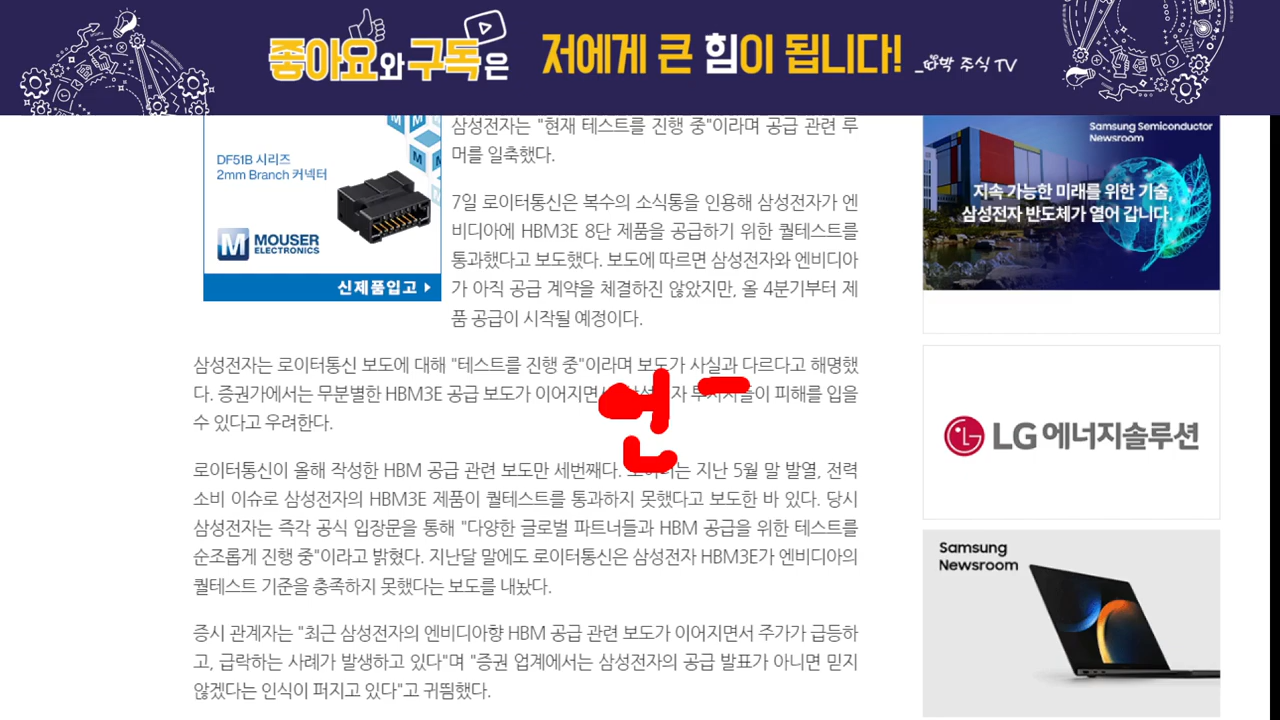 좋아요와 구독은 저에게 큰 힘이 됩니다!
박 주식 TV
삼성전자는 "현재 테스트를 진행 중"이라며 공급 관련 루
머를 일축했다.
DF51B 시리즈
2mm Branch 커넥터
M MOUSER
ELECTRONICS
신제품입고
7일 로이터통신은 복수의 소식통을 인용해 삼성전자가 엔
비디아에 HBM3E 8단 제품을 공급하기 위한 퀄테스트를
통과했다고 보도했다. 보도에 따르면 삼성전자와 엔비디아
가 아직 공급 계약을 체결하진 않았지만, 올 4분기부터 제
품 공급이 시작될 예정이다.
삼성전자는 로이터통신 보도에 대해 "테스트를 진행 중"이라며 보도가 사실과 다르다고 해명했
다. 증권가에서는 무분별한 HBM3E 공급 보도가 이어지면 피해를 입을
수 있다고 우려한다.
로이터통신이 올해 작성한 HBM 공급 관련 보도만 세번째다. 지난 5월 말 발열, 전력
소비 이슈로 삼성전자의 HBM3E 제품이 퀄테스트를 통과하지 못했다고 보도한 바 있다. 당시
삼성전자는 즉각 공식 입장문을 통해 "다양한 글로벌 파트너들과 HBM 공급을 위한 테스트를
순조롭게 진행 중"이라고 밝혔다. 지난달 말에도 로이터통신은 삼성전자 HBM3E가 엔비디아의
퀄테스트 기준을 충족하지 못했다는 보도를 내놨다.
증시 관계자는 "최근 삼성전자의 엔비디아향 HBM 공급 관련 보도가 이어지면서 주가가 급등하
고, 급락하는 사례가 발생하고 있다"며 "증권 업계에서는 삼성전자의 공급 발표가 아니면 믿지
않겠다는 인식이 퍼지고 있다"고 귀띔했다.
Samsung Semiconductor
Newsroom
지속 가능한 미래를 위한 기술,
삼성전자 반도체가 열어 갑니다.
LG에너지솔루션
Samsung
Newsroom